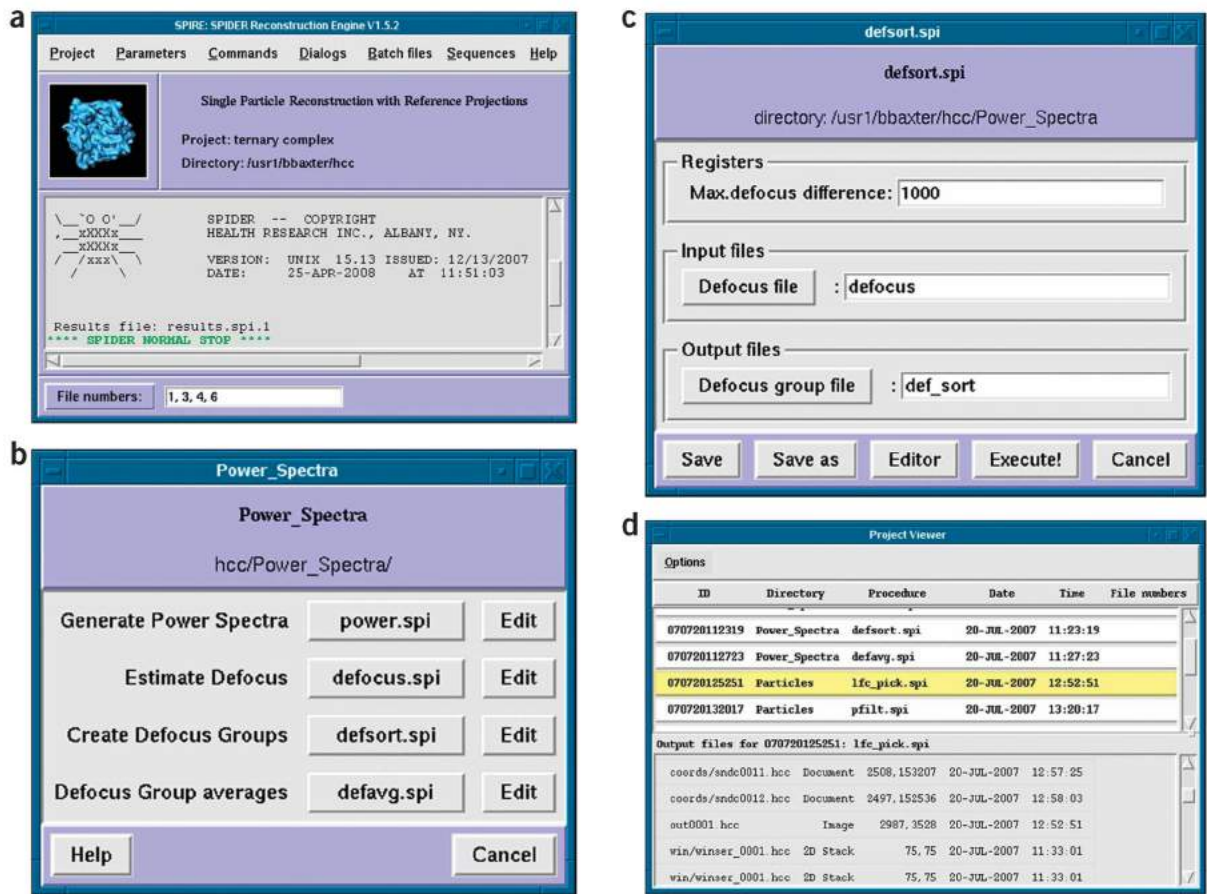 a
SPIRE: SPIDER Reconstruction Engine V1.5.2
Project Parameters Commands Dialogs Batch files Sequences Help
Single Particle Reconstruction with Reference Projections
Project: ternary complex
Directory: /usr1/bbaxter/hcc
\__`O O'__/ SPIDER -- COPYRIGHT
,__xXXXx___ HEALTH RESEARCH INC., ALBANY, NY.
__xXXXx__
/ /xxx\ \ VERSION: UNIX 15.13 ISSUED: 12/13/2007
/ \ DATE: 25-APR-2008 AT 11:51:03
Results file: results.spi.1
**** SPIDER NORMAL STOP ****
File numbers: 1, 3, 4, 6
b
Power_Spectra
Power_Spectra
hcc/Power_Spectra/
Generate Power Spectra power.spi Edit
Estimate Defocus defocus.spi Edit
Create Defocus Groups defsort.spi Edit
Defocus Group averages defavg.spi Edit
Help Cancel
c
defsort.spi
defsort.spi
directory: /usr1/bbaxter/hcc/Power_Spectra
Registers
Max.defocus difference: 1000
Input files
Defocus file : defocus
Output files
Defocus group file : def_sort
Save Save as Editor Execute! Cancel
d
Project Viewer
Options
ID Directory Procedure Date Time File numbers
070720112319 Power_Spectra defsort.spi 20-JUL-2007 11:23:19
070720112723 Power_Spectra defavg.spi 20-JUL-2007 11:27:23
070720125251 Particles lfc_pick.spi 20-JUL-2007 12:52:51
070720132017 Particles pfilt.spi 20-JUL-2007 13:20:17
Output files for 070720125251: lfc_pick.spi
coords/sndc0011.hcc Document 2508,153207 20-JUL-2007 12:57:25
coords/sndc0012.hcc Document 2497,152536 20-JUL-2007 12:58:03
out0001.hcc Image 2987,3528 20-JUL-2007 12:52:51
win/winser_0001.hcc 2D Stack 75,75 20-JUL-2007 11:33:01
win/winser_0001.hcc 2D Stack 75,75 20-JUL-2007 11:33:01